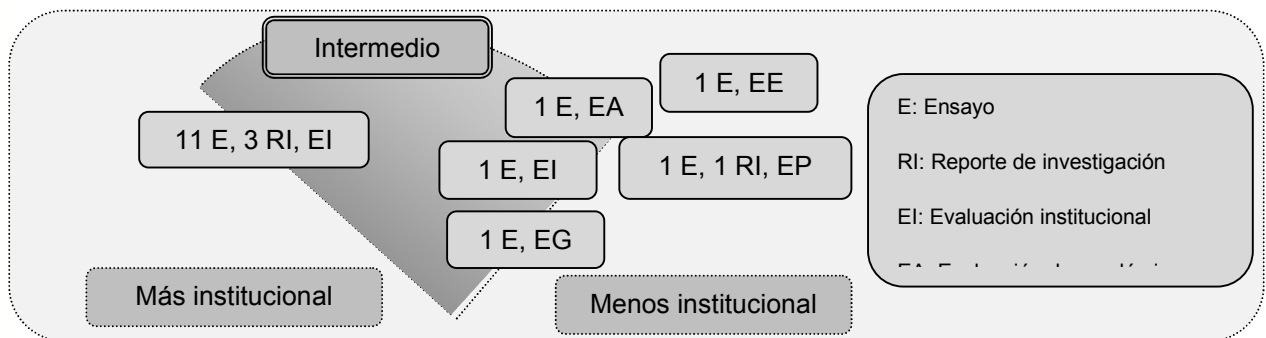 Intermedio
1 E, EE
1 E, EA
11 E, 3 RI, EI
1 E, EI
1 E, 1 RI, EP
1 E, EG
Más institucional
Menos institucional
E: Ensayo
RI: Reporte de investigación
EI: Evaluación institucional